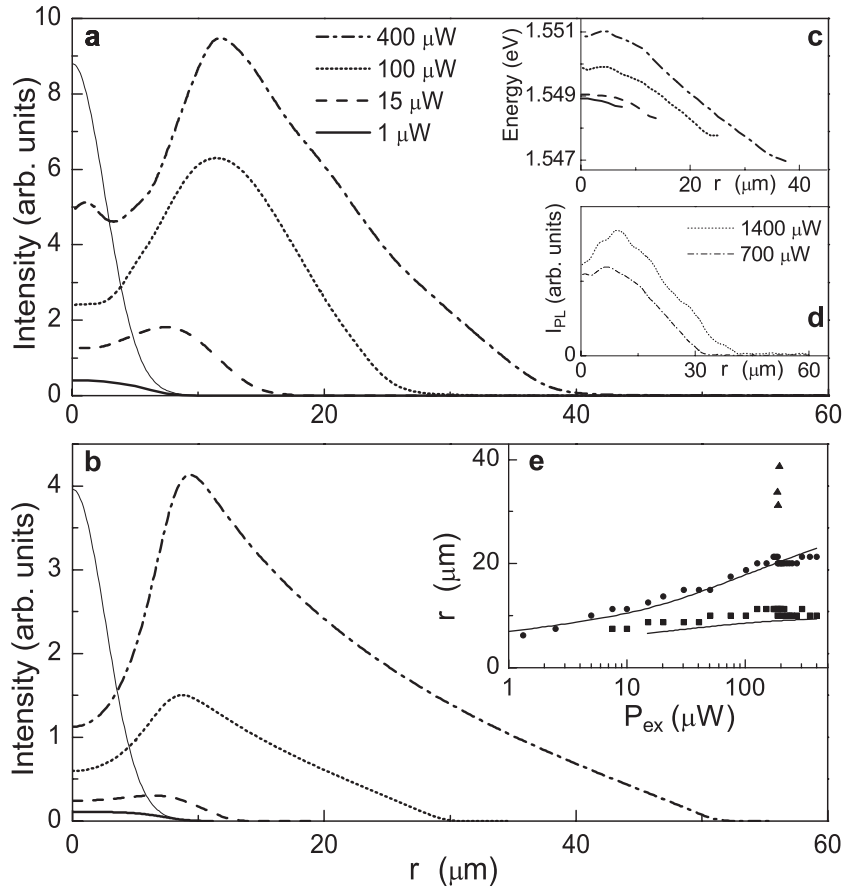 a
10
8
6
4
2
0
Intensity (arb. units)
400 μW
100 μW
15 μW
1 μW
0 20 40 60
c
1.551
1.549
1.547
Energy (eV)
0 20 40
r (μm)
d
I_PL (arb. units)
0
1400 μW
700 μW
0 30 60
r (μm)
b
4
3
2
1
0
Intensity (arb. units)
0 20 40 60
r (μm)
e
40
20
0
r (μm)
1 10 100
P_ex (μW)